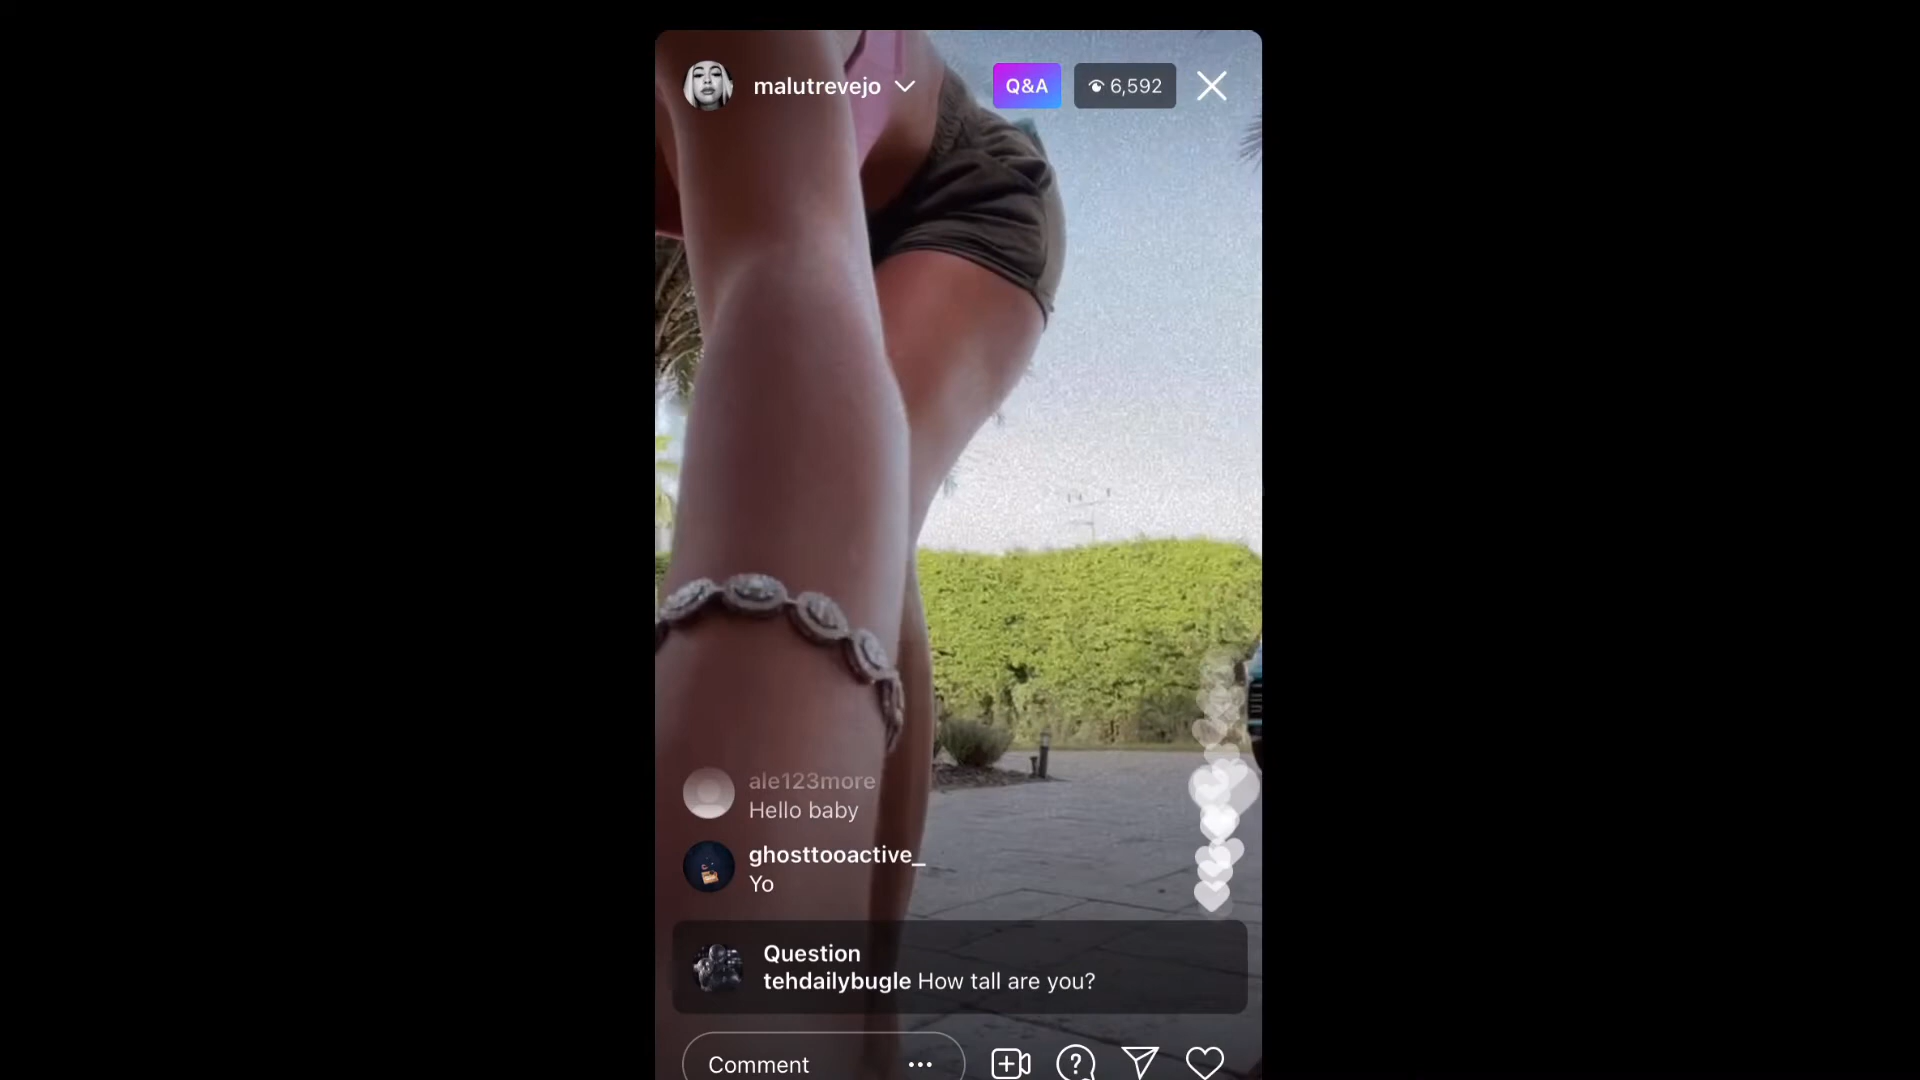 malutrevejo
Q&A
6,592
ale123more
Hello baby
ghosttooactive_
Yo
Question
tehdailybugle How tall are you?
Comment